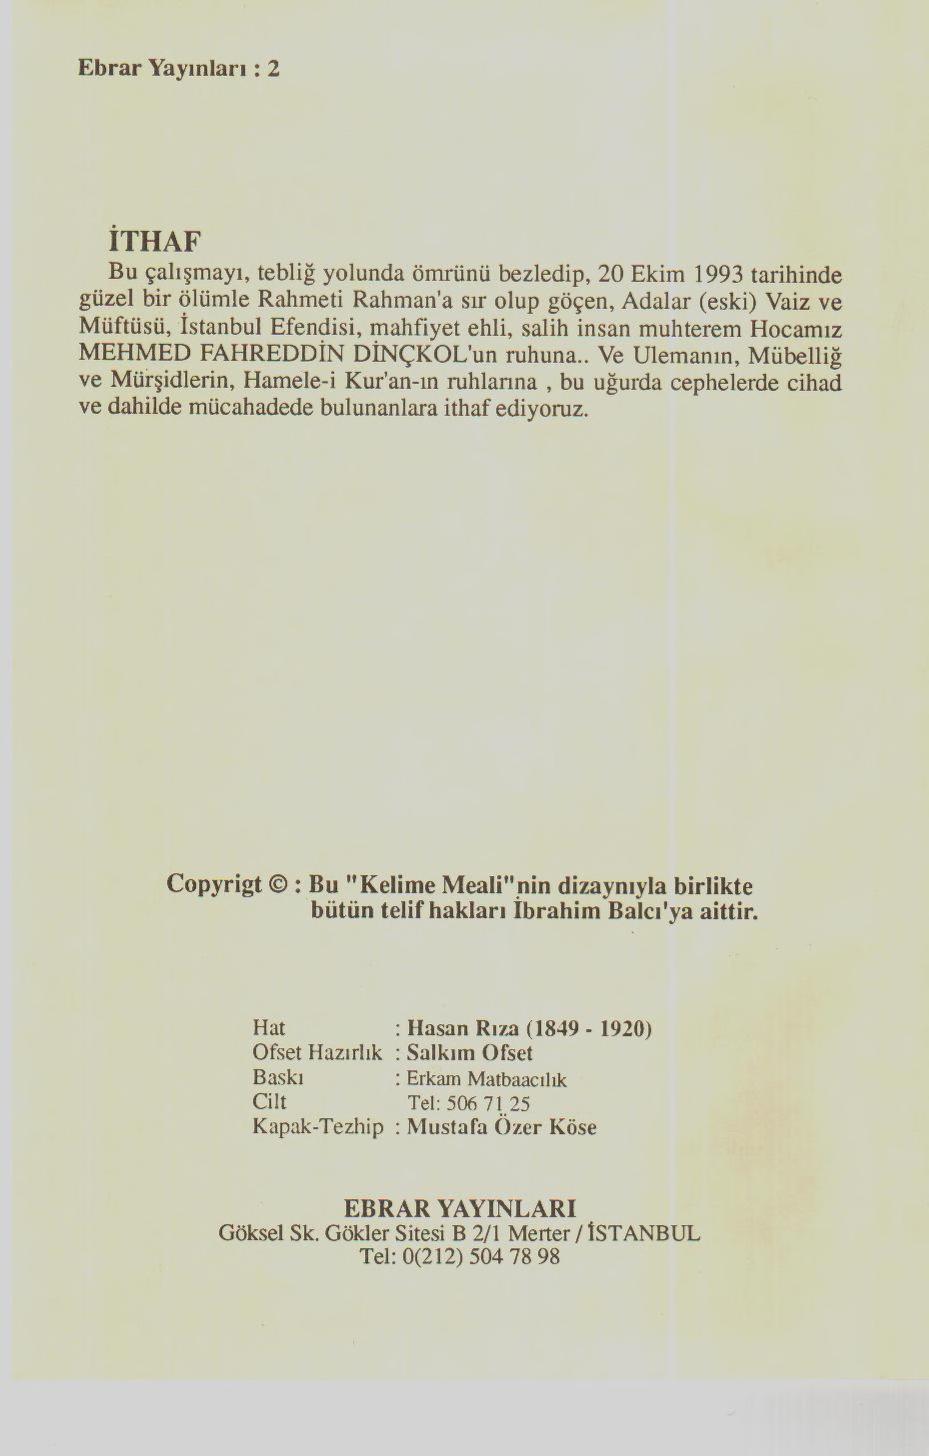 Ebrar Yayınları : 2
İTHAF
Bu çalışmayı, tebliğ yolunda ömrünü bezledip, 20 Ekim 1993 tarihinde
güzel bir ölümle Rahmeti Rahman'a sır olup göçen, Adalar (eski) Vaiz ve
Müftüsü, İstanbul Efendisi, mahfiyet ehli, salih insan muhterem Hocamız
MEHMED FAHREDDİN DİNÇKOL'un ruhuna.. Ve Ulemanın, Mübelliğ
ve Mürşidlerin, Hamele-i Kur'an-ın ruhlarına , bu uğurda cephelerde cihad
ve dahilde mücahadede bulunanlara ithaf ediyoruz.
Copyrigt © : Bu "Kelime Meali"nin dizaynıyla birlikte
bütün telif hakları İbrahim Balcı'ya aittir.
Hat : Hasan Rıza (1849 - 1920)
Ofset Hazırlık : Salkım Ofset
Baskı : Erkam Matbaacılık
Cilt Tel: 506 71 25
Kapak-Tezhip : Mustafa Özer Köse
EBRAR YAYINLARI
Göksel Sk. Gökler Sitesi B 2/1 Merter / İSTANBUL
Tel: 0(212) 504 78 98